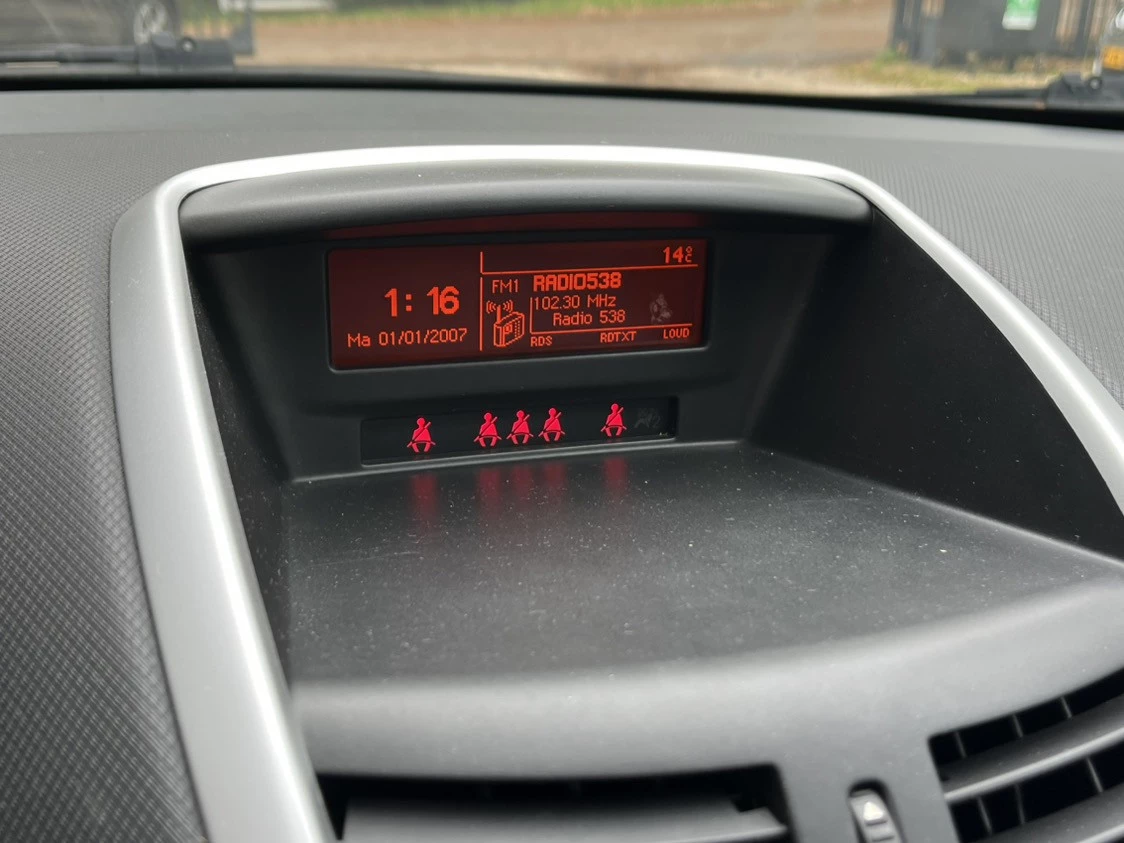 14°C
1:16
Ma 01/01/2007
FM1 RADIO538
102.30 MHz
Radio 538
RDS RDTXT LOUD